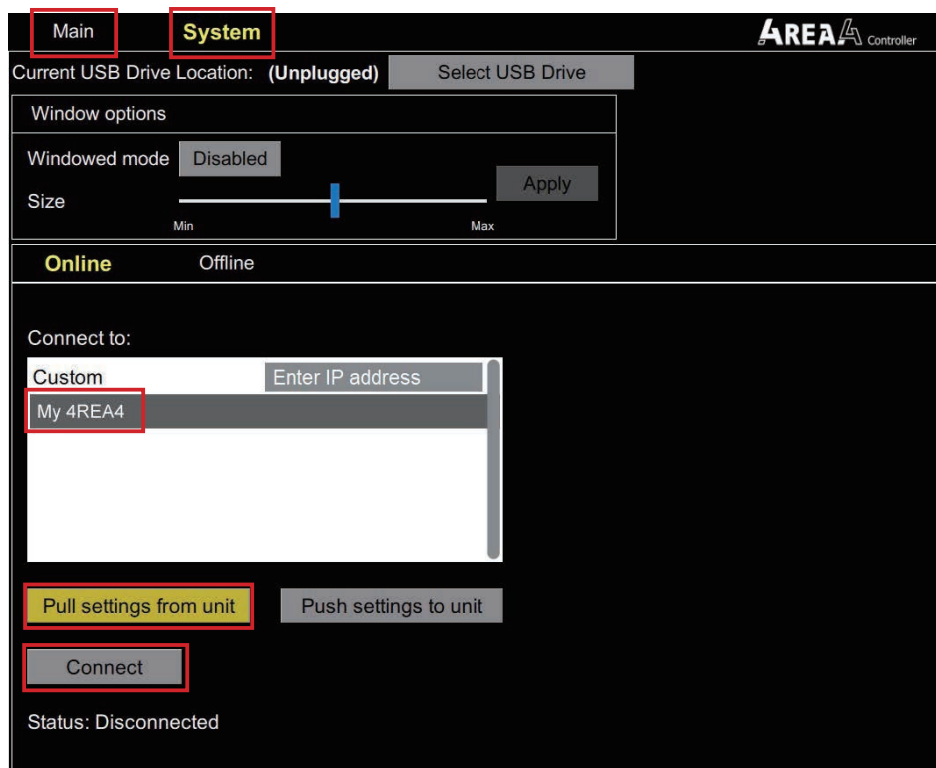 Main System 4REA4 Controller
Current USB Drive Location: (Unplugged) Select USB Drive
Window options
Windowed mode Disabled
Apply
Size
Min Max
Online Offline
Connect to:
Custom Enter IP address
My 4REA4
Pull settings from unit Push settings to unit
Connect
Status: Disconnected